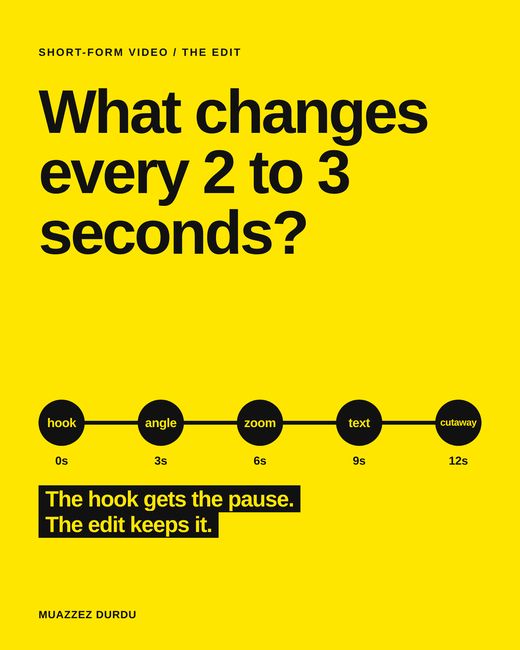 SHORT-FORM VIDEO / THE EDIT
What changes
every 2 to 3
seconds?
hook angle zoom text cutaway
0s 3s 6s 9s 12s
The hook gets the pause.
The edit keeps it.
MUAZZEZ DURDU